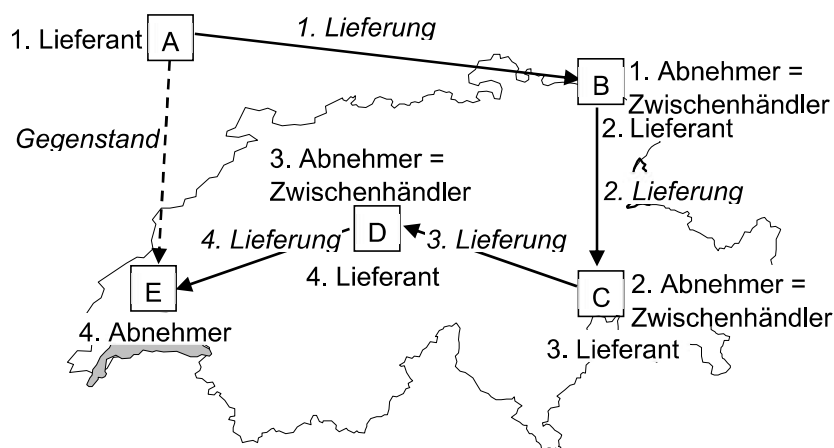 1. Lieferung
1. Lieferant
A
B
1. Abnehmer =
Zwischenhändler
2. Lieferant
Gegenstand
3. Abnehmer =
Zwischenhändler
2. Lieferung
4. Lieferung
D
3. Lieferung
4. Lieferant
E
C
2. Abnehmer =
Zwischenhändler
4. Abnehmer
3. Lieferant